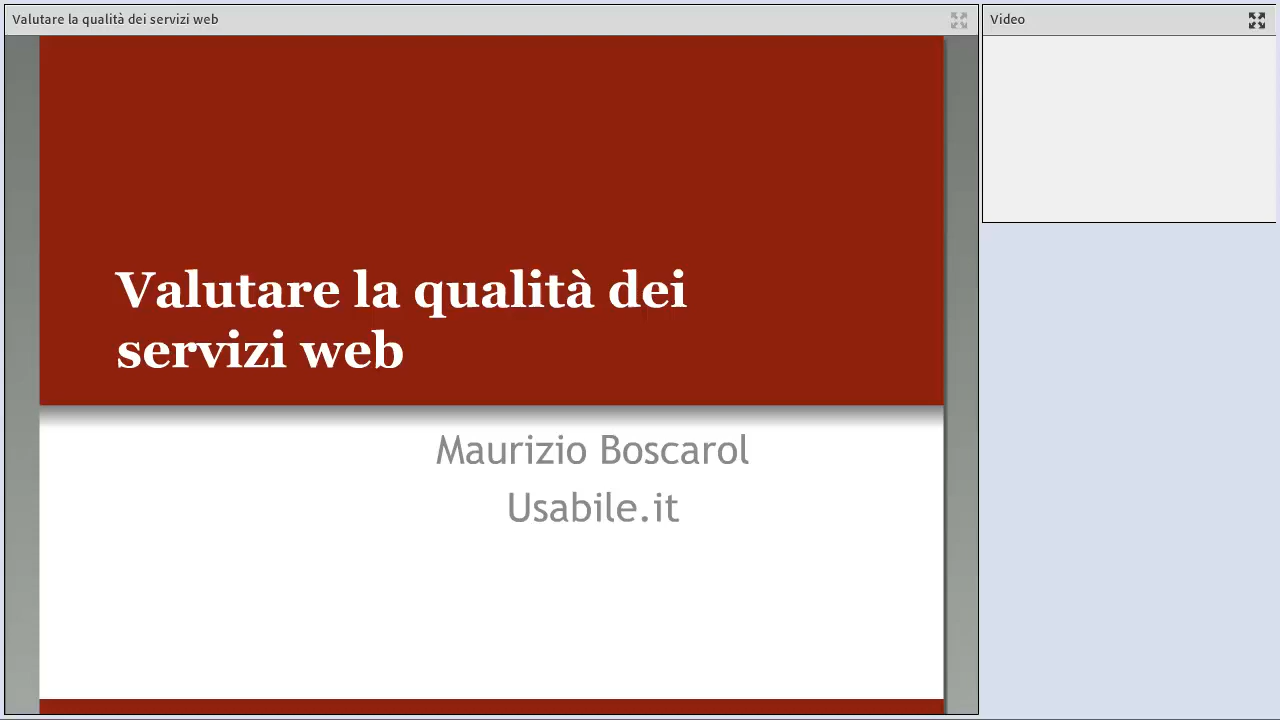 Valutare la qualità dei servizi web
Video
Valutare la qualità dei
servizi web
Maurizio Boscarol
Usabile.it